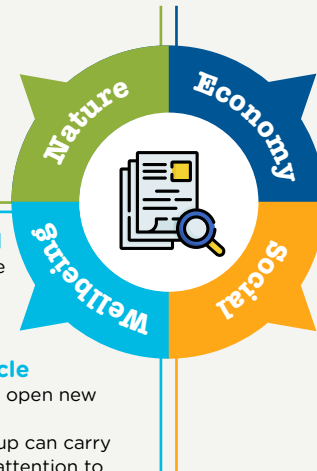 Nature
Economy
Wellbeing
Social
cle
open new
up can carry
attention to